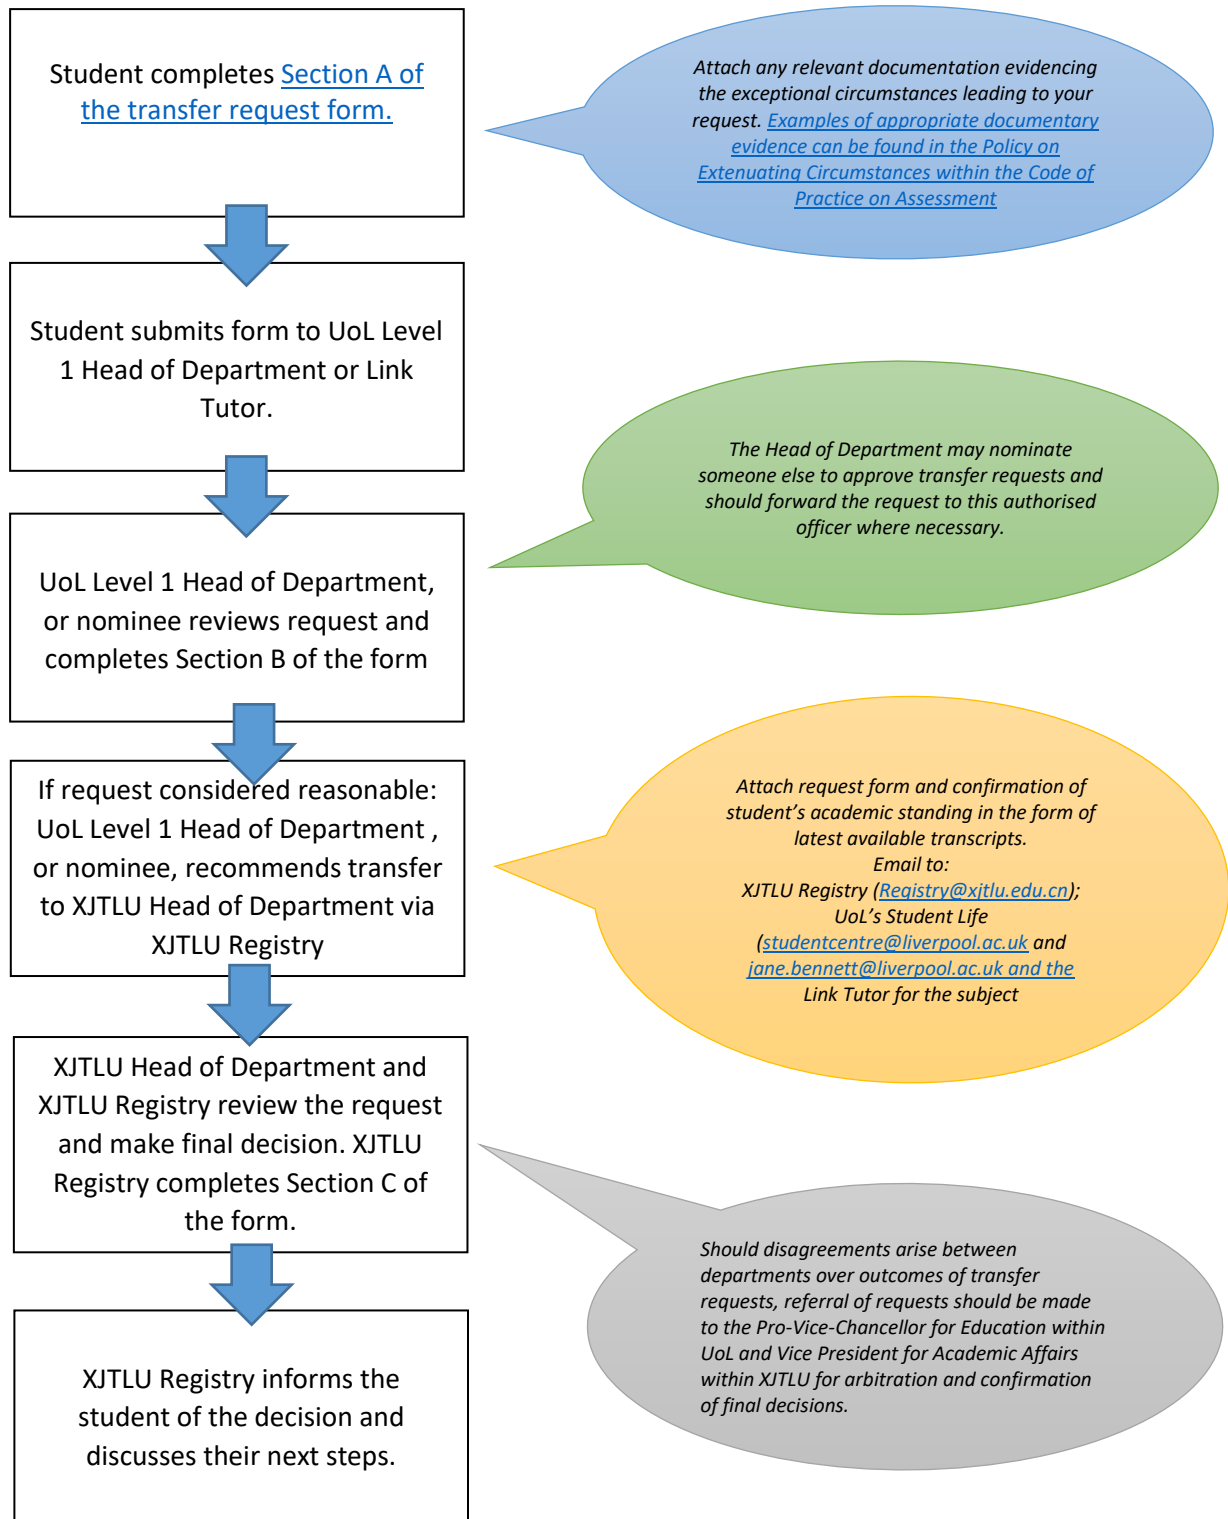 Student completes Section A of
the transfer request form.
Attach any relevant documentation evidencing
the exceptional circumstances leading to your
request. Examples of appropriate documentary
evidence can be found in the Policy on
Extenuating Circumstances within the Code of
Practice on Assessment
Student submits form to UoL Level
1 Head of Department or Link
Tutor.
The Head of Department may nominate
someone else to approve transfer requests and
should forward the request to this authorised
officer where necessary.
UoL Level 1 Head of Department,
or nominee reviews request and
completes Section B of the form
If request considered reasonable:
UoL Level 1 Head of Department ,
or nominee, recommends transfer
to XJTLU Head of Department via
XJTLU Registry
Attach request form and confirmation of
student's academic standing in the form of
latest available transcripts.
Email to:
XJTLU Registry (Registry@xjtlu.edu.cn);
UoL's Student Life
(studentcentre@liverpool.ac.uk and
jane.bennett@liverpool.ac.uk and the
Link Tutor for the subject
XJTLU Head of Department and
XJTLU Registry review the request
and make final decision. XJTLU
Registry completes Section C of
the form.
Should disagreements arise between
departments over outcomes of transfer
requests, referral of requests should be made
to the Pro-Vice-Chancellor for Education within
UoL and Vice President for Academic Affairs
within XJTLU for arbitration and confirmation
of final decisions.
XJTLU Registry informs the
student of the decision and
discusses their next steps.